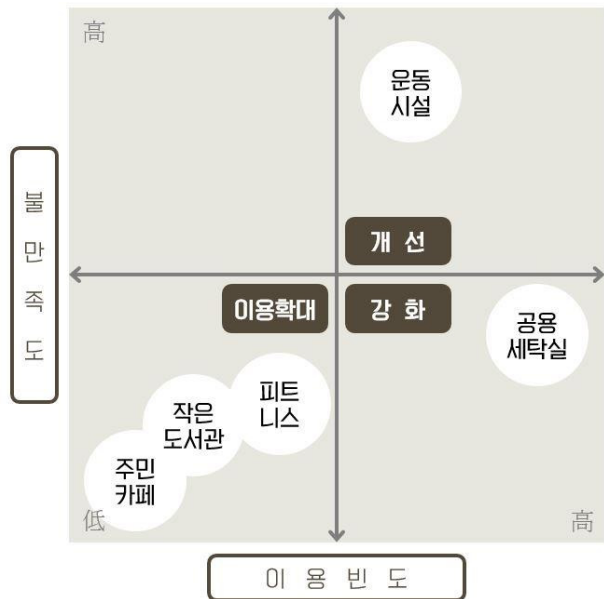 高
운동
시설
불만족도
개 선
이용확대
강 화
공용
세탁실
피트
니스
작은
도서관
주민
카페
低
高
이 용 빈 도